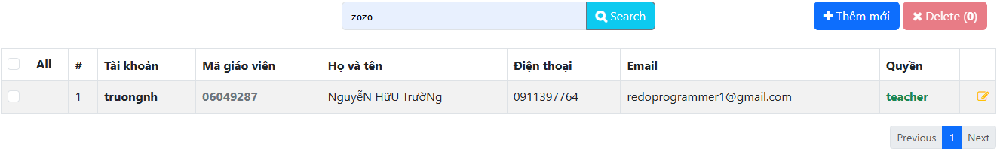 zozo Search Thêm mới Delete (0)
All # Tài khoản Mã giáo viên Họ và tên Điện thoại Email Quyền
1 truongnh 06049287 NguyễN HữU TrườNg 0911397764 redoprogrammer1@gmail.com teacher
Previous 1 Next